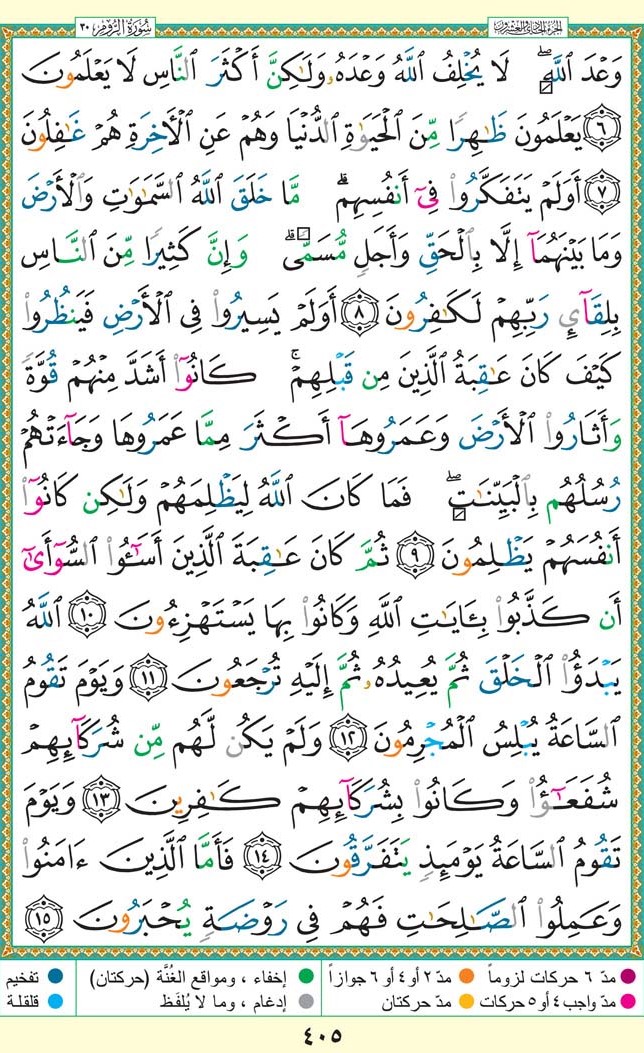 سُورَةُ الرُّومِ ٣٠ الجزء الحادي والعشرون
وَعْدَ ٱللَّهِ ۖ لَا يُخْلِفُ ٱللَّهُ وَعْدَهُۥ وَلَٰكِنَّ أَكْثَرَ ٱلنَّاسِ لَا يَعْلَمُونَ
٦ يَعْلَمُونَ ظَٰهِرًا مِّنَ ٱلْحَيَوٰةِ ٱلدُّنْيَا وَهُمْ عَنِ ٱلْءَاخِرَةِ هُمْ غَٰفِلُونَ
٧ أَوَلَمْ يَتَفَكَّرُوا۟ فِىٓ أَنفُسِهِم ۗ مَّا خَلَقَ ٱللَّهُ ٱلسَّمَٰوَٰتِ وَٱلْأَرْضَ
وَمَا بَيْنَهُمَآ إِلَّا بِٱلْحَقِّ وَأَجَلٍ مُّسَمًّى ۗ وَإِنَّ كَثِيرًا مِّنَ ٱلنَّاسِ
بِلِقَآئِ رَبِّهِمْ لَكَٰفِرُونَ ٨ أَوَلَمْ يَسِيرُوا۟ فِى ٱلْأَرْضِ فَيَنظُرُوا۟
كَيْفَ كَانَ عَٰقِبَةُ ٱلَّذِينَ مِن قَبْلِهِمْ ۚ كَانُوٓا۟ أَشَدَّ مِنْهُمْ قُوَّةً
وَأَثَارُوا۟ ٱلْأَرْضَ وَعَمَرُوهَآ أَكْثَرَ مِمَّا عَمَرُوهَا وَجَآءَتْهُمْ
رُسُلُهُم بِٱلْبَيِّنَٰتِ ۖ فَمَا كَانَ ٱللَّهُ لِيَظْلِمَهُمْ وَلَٰكِن كَانُوٓا۟
أَنفُسَهُمْ يَظْلِمُونَ ٩ ثُمَّ كَانَ عَٰقِبَةَ ٱلَّذِينَ أَسَٰٓـُٔوا۟ ٱلسُّوٓأَىٰٓ
أَن كَذَّبُوا۟ بِـَٔايَٰتِ ٱللَّهِ وَكَانُوا۟ بِهَا يَسْتَهْزِءُونَ ١٠ ٱللَّهُ
يَبْدَؤُا۟ ٱلْخَلْقَ ثُمَّ يُعِيدُهُۥ ثُمَّ إِلَيْهِ تُرْجَعُونَ ١١ وَيَوْمَ تَقُومُ
ٱلسَّاعَةُ يُبْلِسُ ٱلْمُجْرِمُونَ ١٢ وَلَمْ يَكُن لَّهُم مِّن شُرَكَآئِهِمْ
شُفَعَٰٓؤُا۟ وَكَانُوا۟ بِشُرَكَآئِهِمْ كَٰفِرِينَ ١٣ وَيَوْمَ
تَقُومُ ٱلسَّاعَةُ يَوْمَئِذٍ يَتَفَرَّقُونَ ١٤ فَأَمَّا ٱلَّذِينَ ءَامَنُوا۟
وَعَمِلُوا۟ ٱلصَّٰلِحَٰتِ فَهُمْ فِى رَوْضَةٍ يُحْبَرُونَ ١٥
مدّ ٦ حركات لزوماً مدّ ٢ أو ٤ أو ٦ جوازاً إخفاء ، ومواقع الغُنَّة (حركتان) تفخيم
مدّ واجب ٤ أو ٥ حركات مدّ حركتان إدغام ، وما لا يُلفَظ قلقلة
٤٠٥